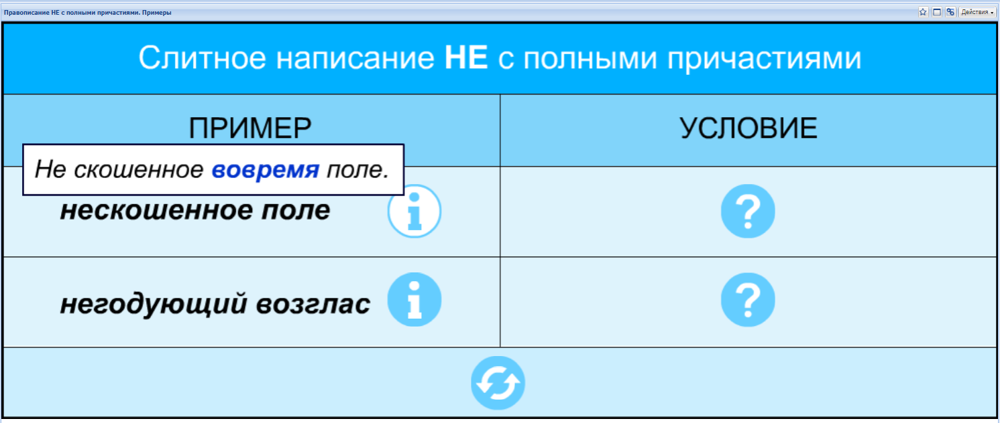 Правописание НЕ с полными причастиями. Примеры
Действия
Слитное написание НЕ с полными причастиями
ПРИМЕР
УСЛОВИЕ
Не скошенное вовремя поле.
нескошенное поле
i
?
негодующий возглас
i
?